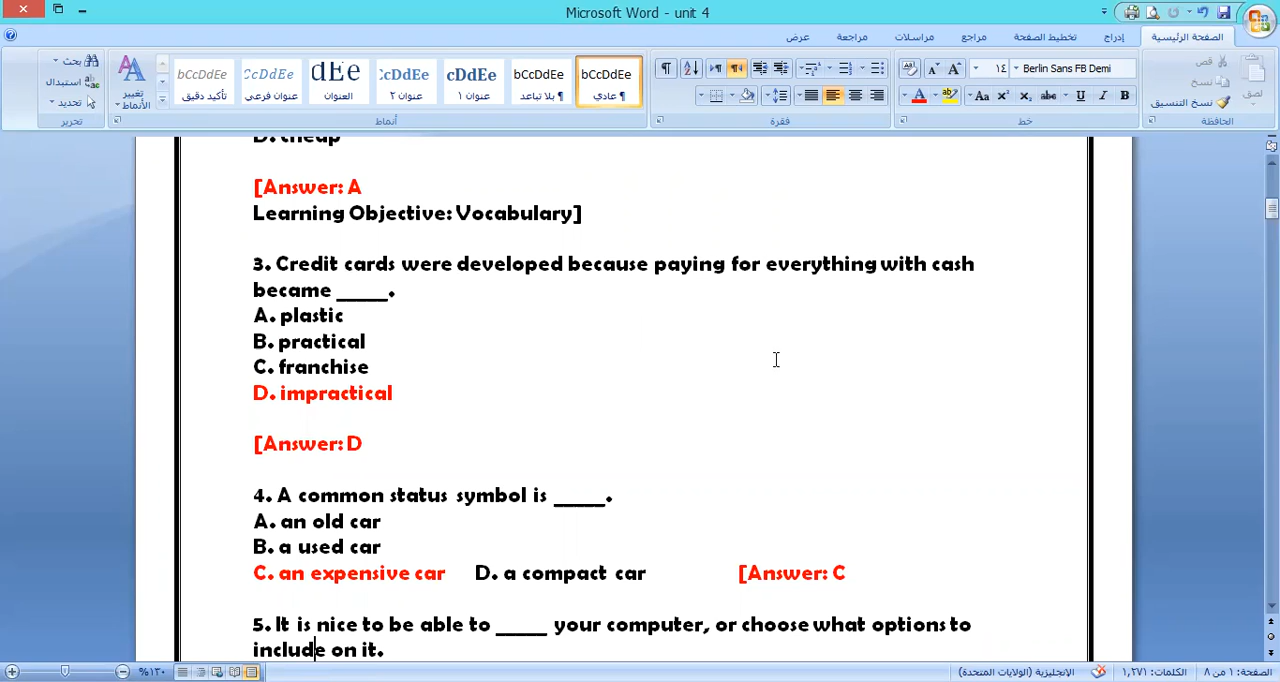 Microsoft Word - unit 4
الصفحة الرئيسية إدراج تخطيط الصفحة مراجع مراسلات مراجعة عرض
لصق
قص
نسخ
نسخ التنسيق
الحافظة
Berlin Sans FB Demi ١٤
خط
فقرة
bCcDdEe عادي
bCcDdEe بلا تباعد
cDdEe عنوان ١
cDdEe عنوان ٢
dEe العنوان
CcDdEe عنوان فرعي
bCcDdEe تأكيد دقيق
تغيير الأنماط
أنماط
بحث
استبدال
تحديد
تحرير
D. cheap
[Answer: A
Learning Objective: Vocabulary]
3. Credit cards were developed because paying for everything with cash
became _____.
A. plastic
B. practical
C. franchise
D. impractical
[Answer: D
4. A common status symbol is _____.
A. an old car
B. a used car
C. an expensive car D. a compact car [Answer: C
5. It is nice to be able to _____ your computer, or choose what options to
include on it.
الصفحة: ١ من ٨ الكلمات: ١,٢٧١ الإنجليزية (الولايات المتحدة) ١٣٠%